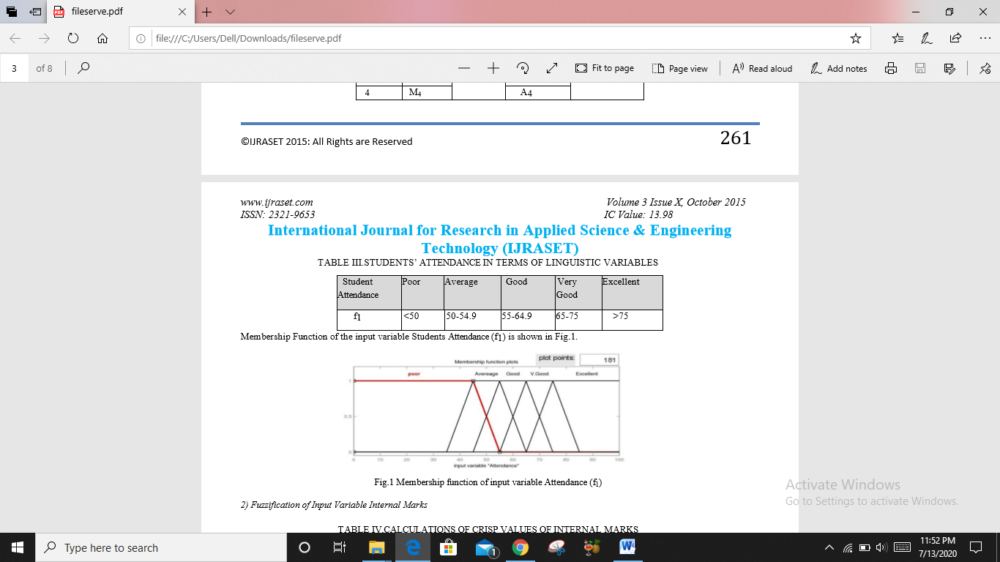 fileserve.pdf
file:///C:/Users/Dell/Downloads/fileserve.pdf
3 of 8 Fit to page Page view Read aloud Add notes
4 M4 A4
©IJRASET 2015: All Rights are Reserved 261
www.ijraset.com Volume 3 Issue X, October 2015
ISSN: 2321-9653 IC Value: 13.98
International Journal for Research in Applied Science & Engineering
Technology (IJRASET)
TABLE III.STUDENTS’ ATTENDANCE IN TERMS OF LINGUISTIC VARIABLES
Student Poor Average Good Very Excellent
Attendance Good
f1 <50 50-54.9 55-64.9 65-75 >75
Membership Function of the input variable Students Attendance (f1) is shown in Fig.1.
Membership function plots plot points: 181
poor Avereage Good V.Good Excellent
1
0.5
0
0 10 20 30 40 50 60 70 80 90 100
input variable "Attendance"
Fig.1 Membership function of input variable Attendance (f1)
Activate Windows
Go to Settings to activate Windows.
2) Fuzzification of Input Variable Internal Marks
TABLE IV CALCULATIONS OF CRISP VALUES OF INTERNAL MARKS
Type here to search
1
11:52 PM
7/13/2020